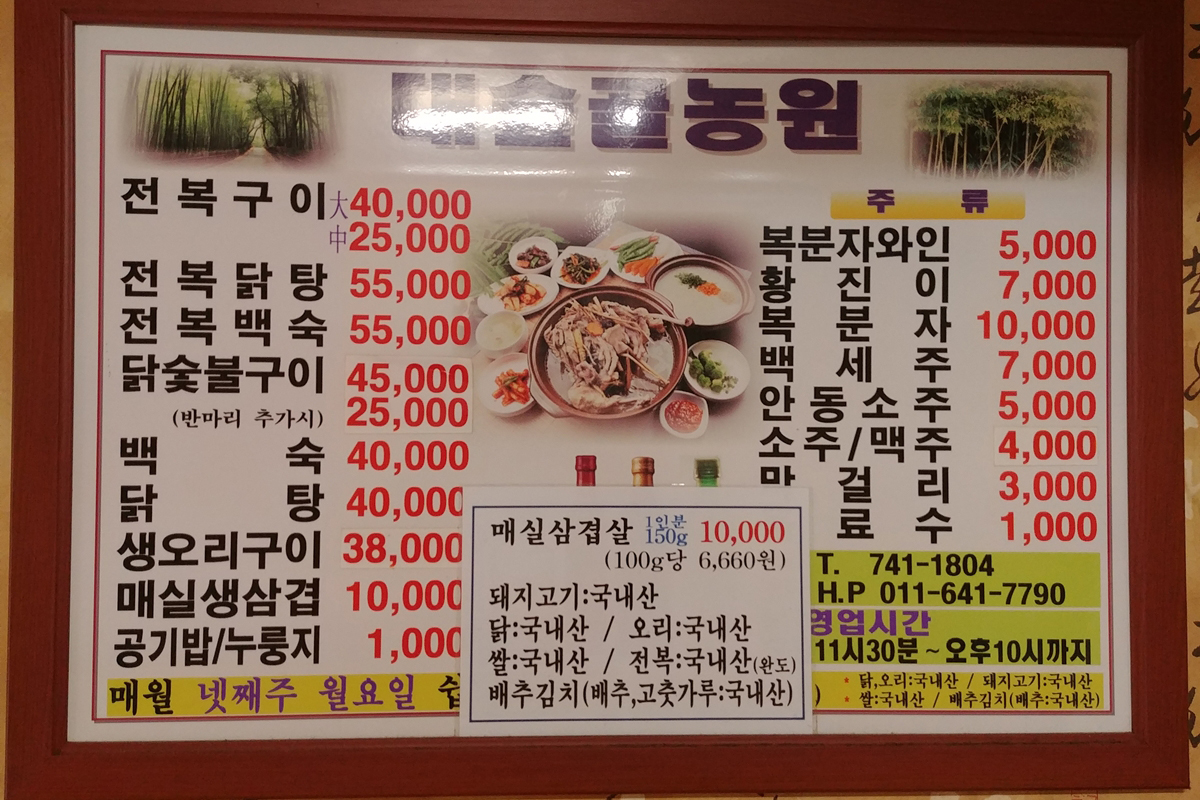 대숲골농원
전복구이 大 40,000
中 25,000
전복닭탕 55,000
전복백숙 55,000
닭숯불구이 45,000
(반마리 추가시) 25,000
백숙 40,000
닭탕 40,000
생오리구이 38,000
매실생삼겹 10,000
공기밥/누룽지 1,000
매월 넷째주 월요일
주류
복분자와인 5,000
황진이 7,000
복분자 10,000
백세주 7,000
안동소주 5,000
소주/맥주 4,000
막걸리 3,000
료수 1,000
T. 741-1804
H.P 011-641-7790
영업시간
11시30분 ~ 오후10시까지
* 닭,오리:국내산 / 돼지고기:국내산
* 쌀:국내산 / 배추김치(배추:국내산)
매실삼겹살 1인분 150g 10,000
(100g당 6,660원)
돼지고기:국내산
닭:국내산 / 오리:국내산
쌀:국내산 / 전복:국내산(완도)
배추김치(배추,고춧가루:국내산)